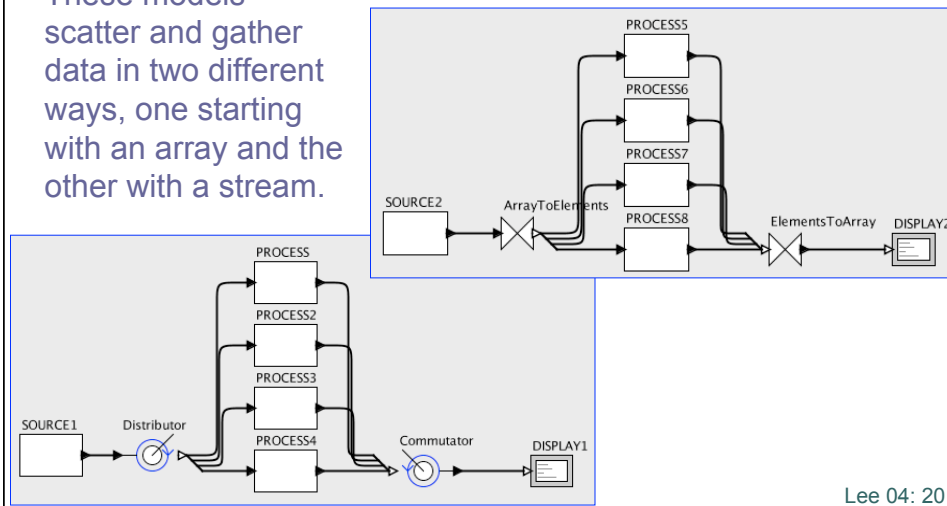 These models
scatter and gather
data in two different
ways, one starting
with an array and the
other with a stream.
PROCESS5
PROCESS6
PROCESS7
PROCESS8
SOURCE2
ArrayToElements
ElementsToArray
DISPLAY2
PROCESS
PROCESS2
PROCESS3
PROCESS4
SOURCE1
Distributor
Commutator
DISPLAY1
Lee 04: 20